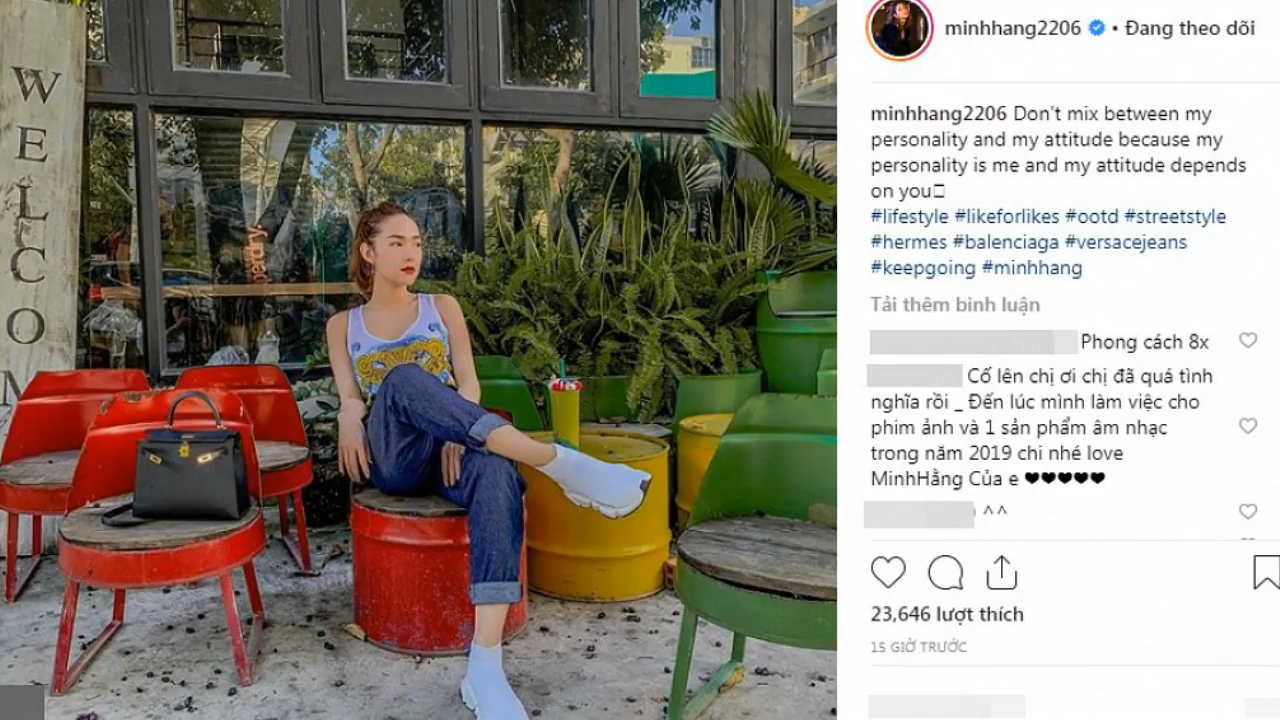 WELCOM
minhhang2206 • Đang theo dõi
minhhang2206 Don't mix between my
personality and my attitude because my
personality is me and my attitude depends
on you
#lifestyle #likeforlikes #ootd #streetstyle
#hermes #balenciaga #versacejeans
#keepgoing #minhhang
Tải thêm bình luận
Phong cách 8x
Cố lên chị ơi chị đã quá tình
nghĩa rồi _ Đến lúc mình làm việc cho
phim ảnh và 1 sản phẩm âm nhạc
trong năm 2019 chi nhé love
MinhHằng Của e ❤❤❤❤❤
^^
23,646 lượt thích
15 GIỜ TRƯỚC